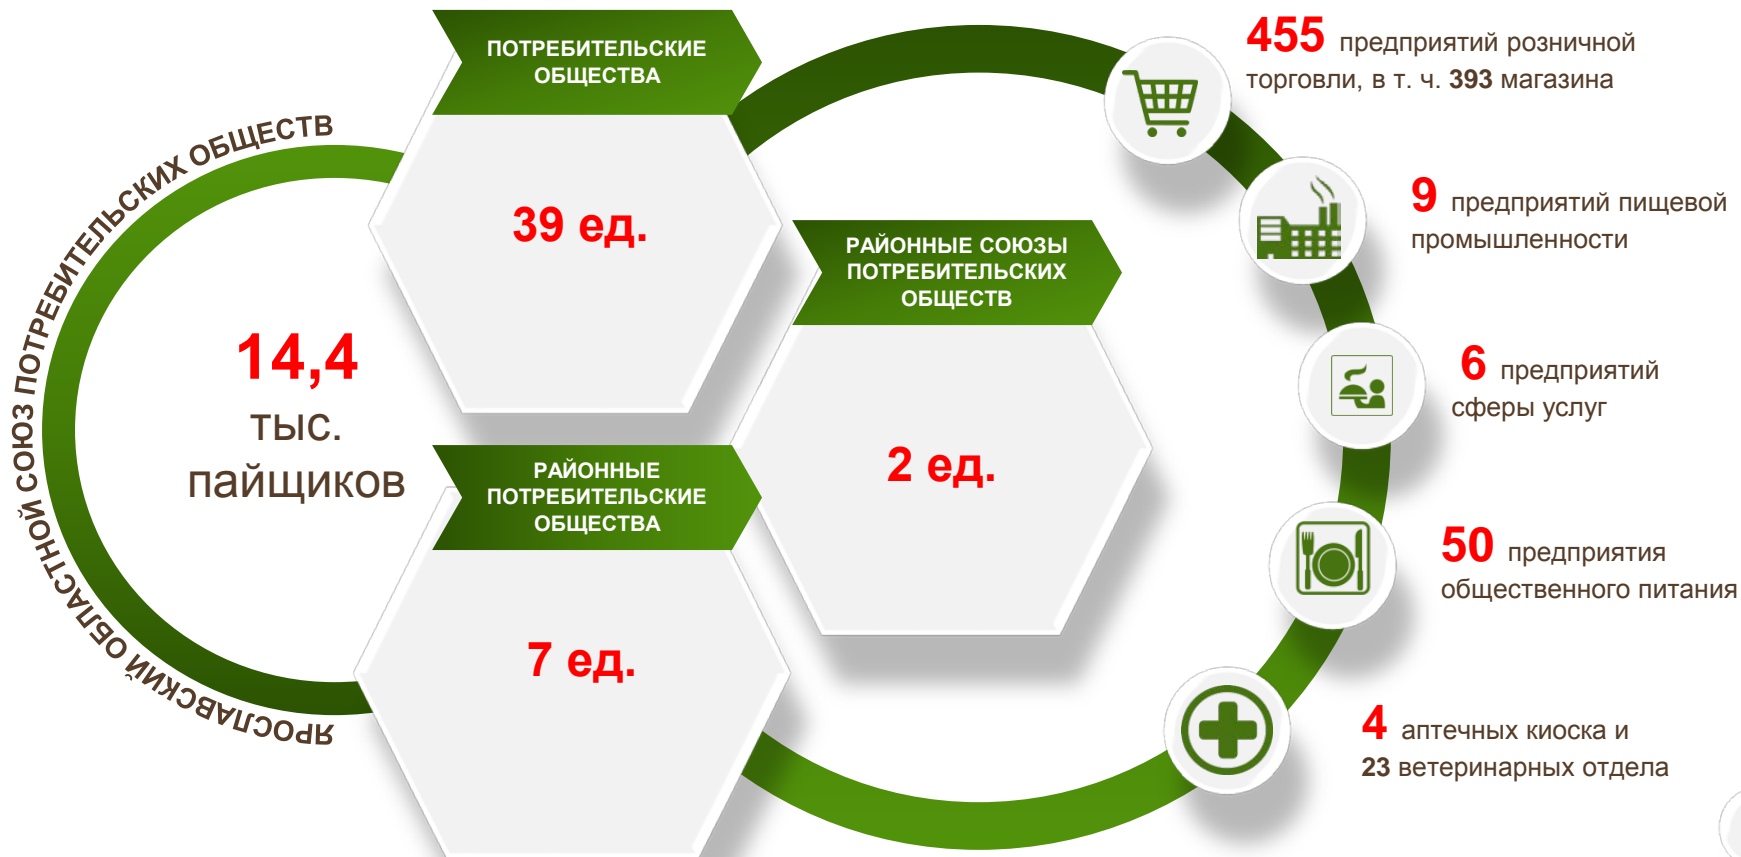 ЯРОСЛАВСКИЙ ОБЛАСТНОЙ СОЮЗ ПОТРЕБИТЕЛЬСКИХ ОБЩЕСТВ
14,4
тыс.
пайщиков
ПОТРЕБИТЕЛЬСКИЕ
ОБЩЕСТВА
39 ед.
РАЙОННЫЕ СОЮЗЫ
ПОТРЕБИТЕЛЬСКИХ
ОБЩЕСТВ
2 ед.
РАЙОННЫЕ
ПОТРЕБИТЕЛЬСКИЕ
ОБЩЕСТВА
7 ед.
455 предприятий розничной
торговли, в т. ч. 393 магазина
9 предприятий пищевой
промышленности
6 предприятий
сферы услуг
50 предприятия
общественного питания
4 аптечных киоска и
23 ветеринарных отдела